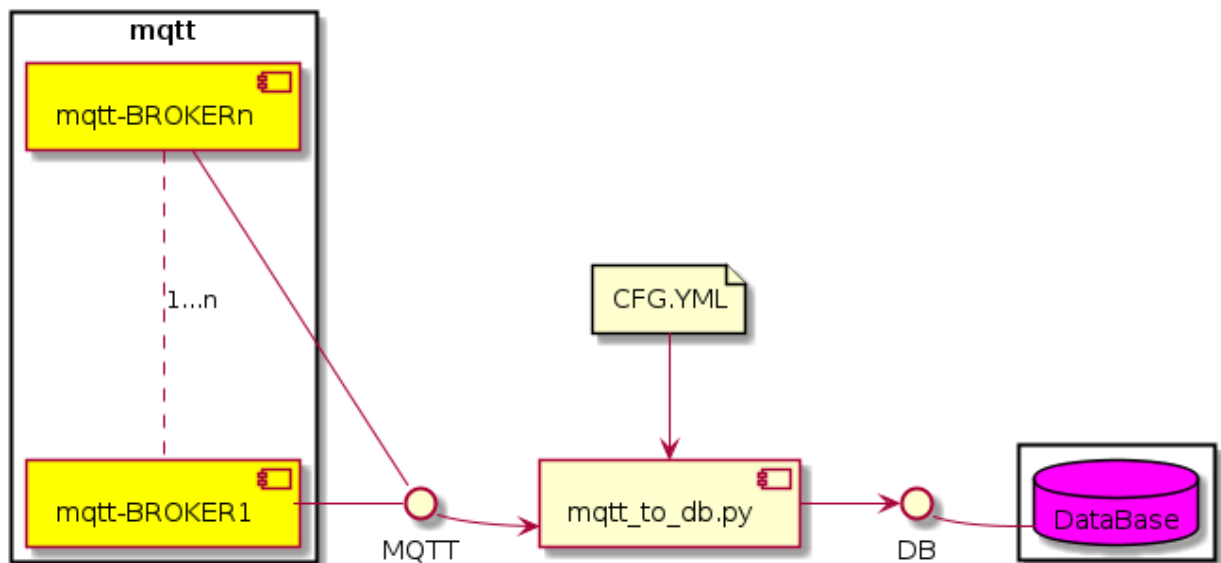 mqtt
mqtt-BROKERn
1...n
CFG.YML
mqtt-BROKER1
MQTT
mqtt_to_db.py
DB
DataBase